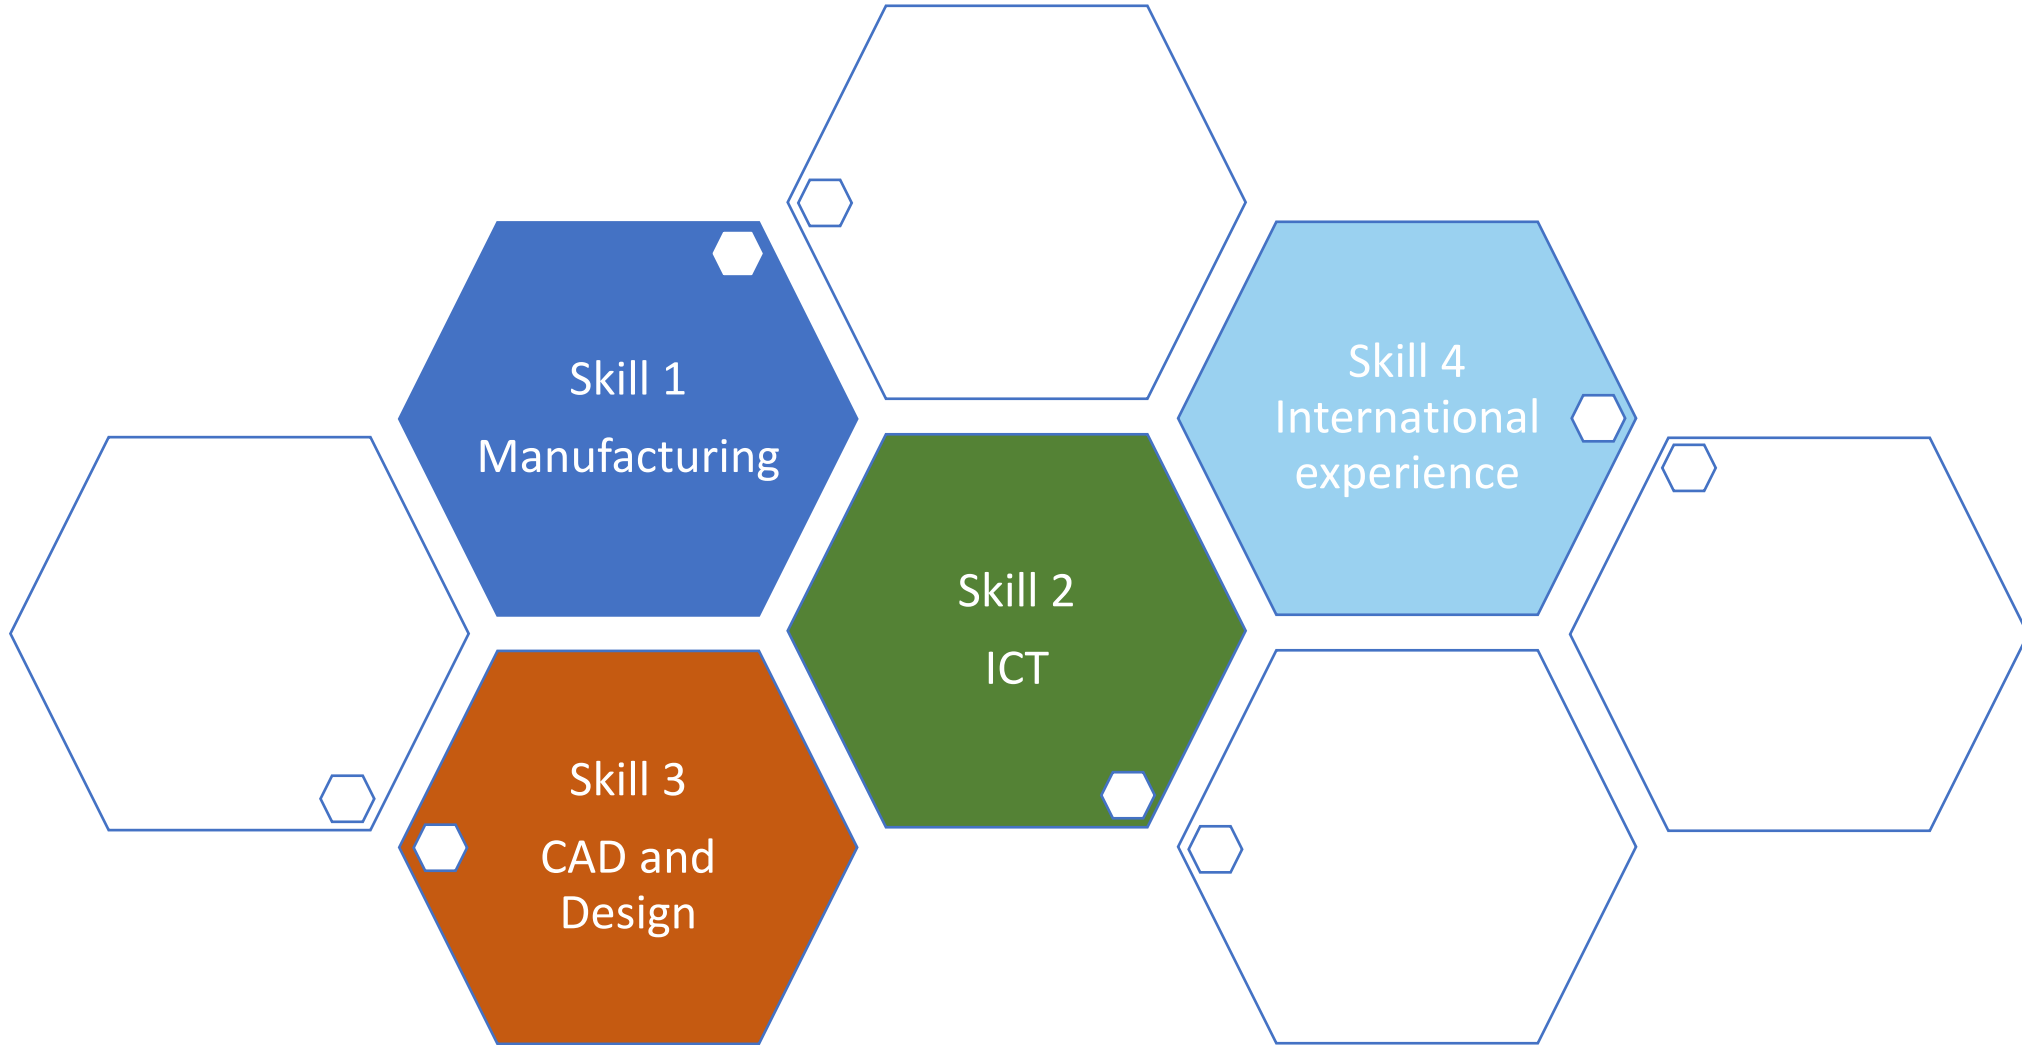 Skill 1
Manufacturing
Skill 2
ICT
Skill 3
CAD and
Design
Skill 4
International
experience